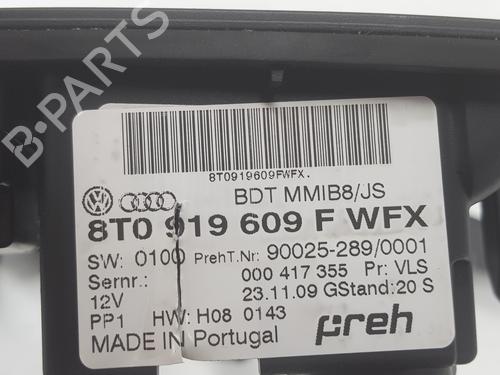 B-PARTS
8T0919609FWFX.
BDT MMIB8/JS
8T0 919 609 F WFX
SW: 0100 PrehT.Nr: 90025-289/0001
Sernr.: 000 417 355 Pr: VLS
12V 23.11.09 GStand: 20 S
PP1 HW: H08 0143
MADE IN Portugal preh